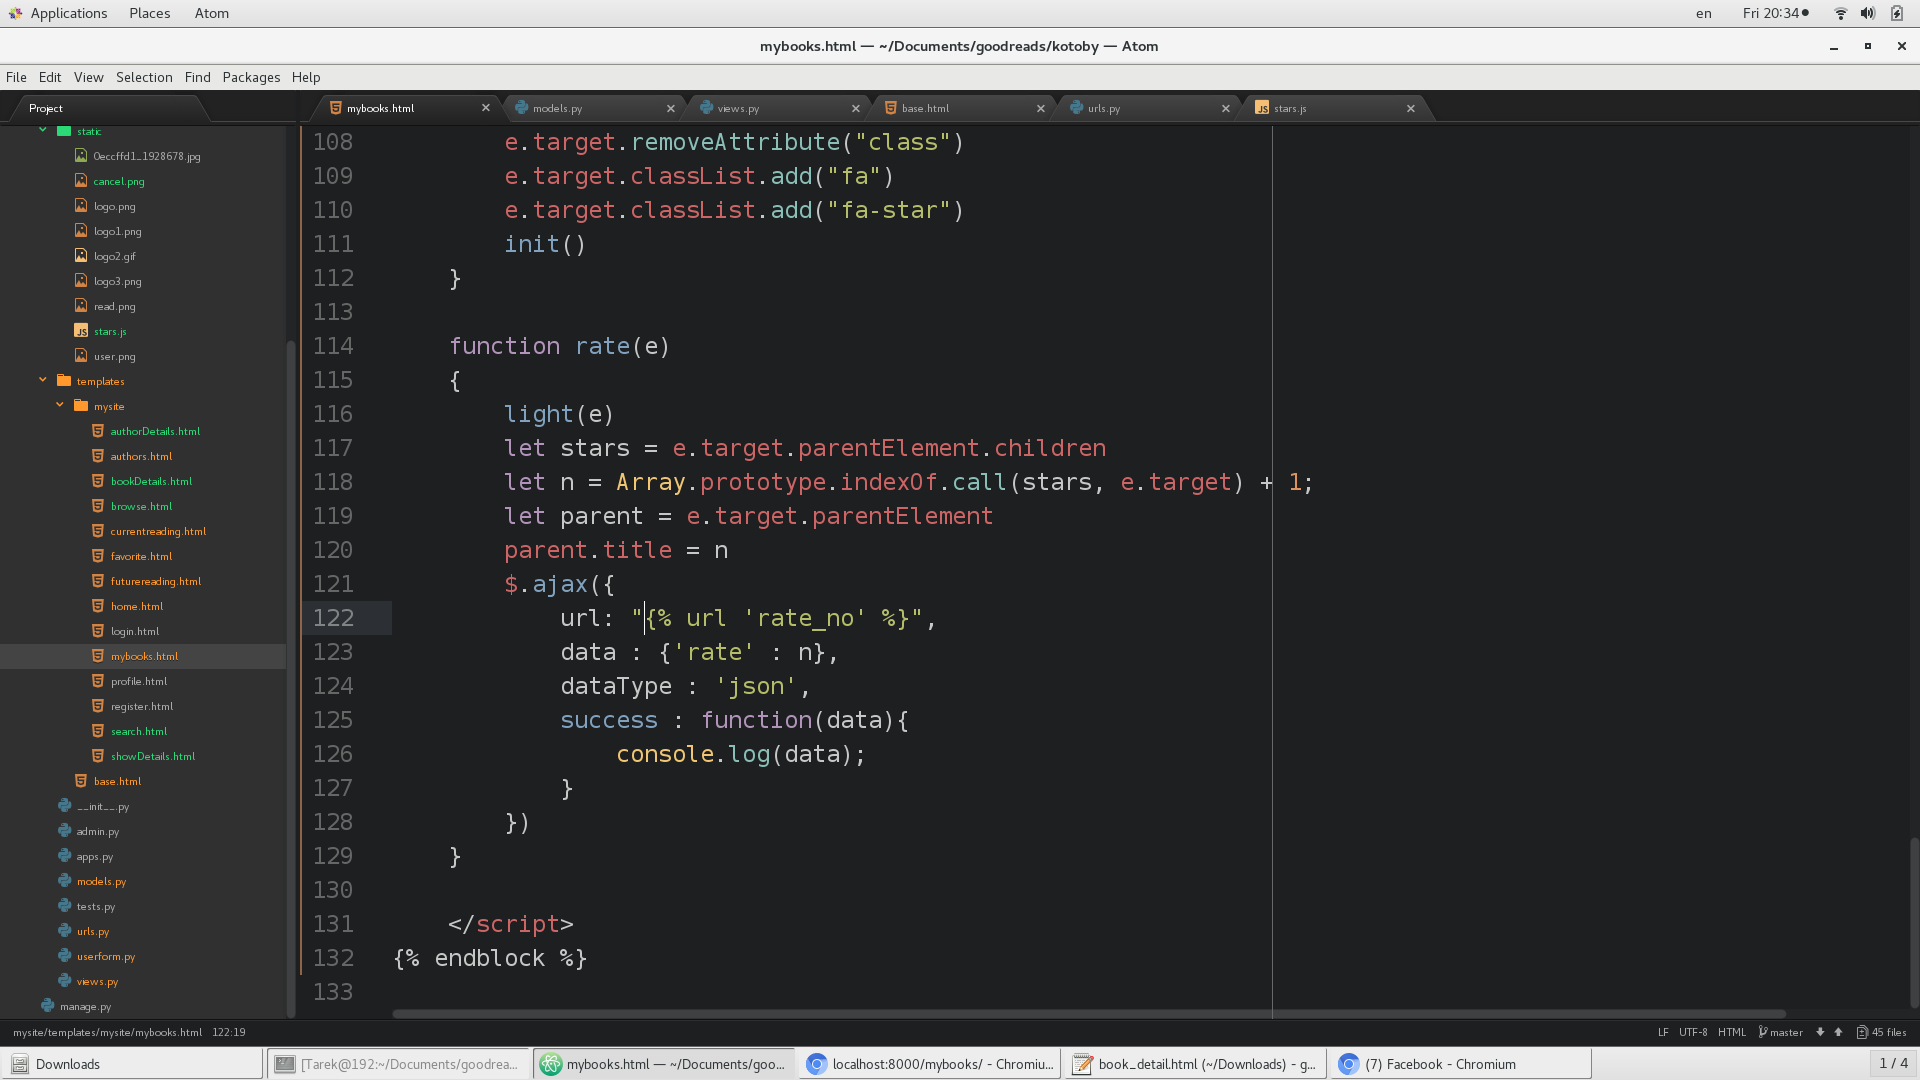 Applications Places Atom
en Fri 20:34
mybooks.html — ~/Documents/goodreads/kotoby — Atom
File Edit View Selection Find Packages Help
Project
mybooks.html models.py views.py base.html urls.py stars.js
static
0eccffd1_1928678.jpg
cancel.png
logo.png
logo1.png
logo2.gif
logo3.png
read.png
stars.js
user.png
templates
mysite
authorDetails.html
authors.html
bookDetails.html
browse.html
currentreading.html
favorite.html
futurereading.html
home.html
login.html
mybooks.html
profile.html
register.html
search.html
showDetails.html
base.html
__init__.py
admin.py
apps.py
models.py
tests.py
urls.py
userform.py
views.py
manage.py
108 e.target.removeAttribute("class")
109 e.target.classList.add("fa")
110 e.target.classList.add("fa-star")
111 init()
112 }
113
114 function rate(e)
115 {
116 light(e)
117 let stars = e.target.parentElement.children
118 let n = Array.prototype.indexOf.call(stars, e.target) + 1;
119 let parent = e.target.parentElement
120 parent.title = n
121 $.ajax({
122 url: "{% url 'rate_no' %}",
123 data : {'rate' : n},
124 dataType : 'json',
125 success : function(data){
126 console.log(data);
127 }
128 })
129 }
130
131 </script>
132 {% endblock %}
133
mysite/templates/mysite/mybooks.html 122:19
LF UTF-8 HTML master 45 files
Downloads
[Tarek@192:~/Documents/goodrea...
mybooks.html — ~/Documents/goo...
localhost:8000/mybooks/ - Chromiu...
book_detail.html (~/Downloads) - g...
(7) Facebook - Chromium
1 / 4